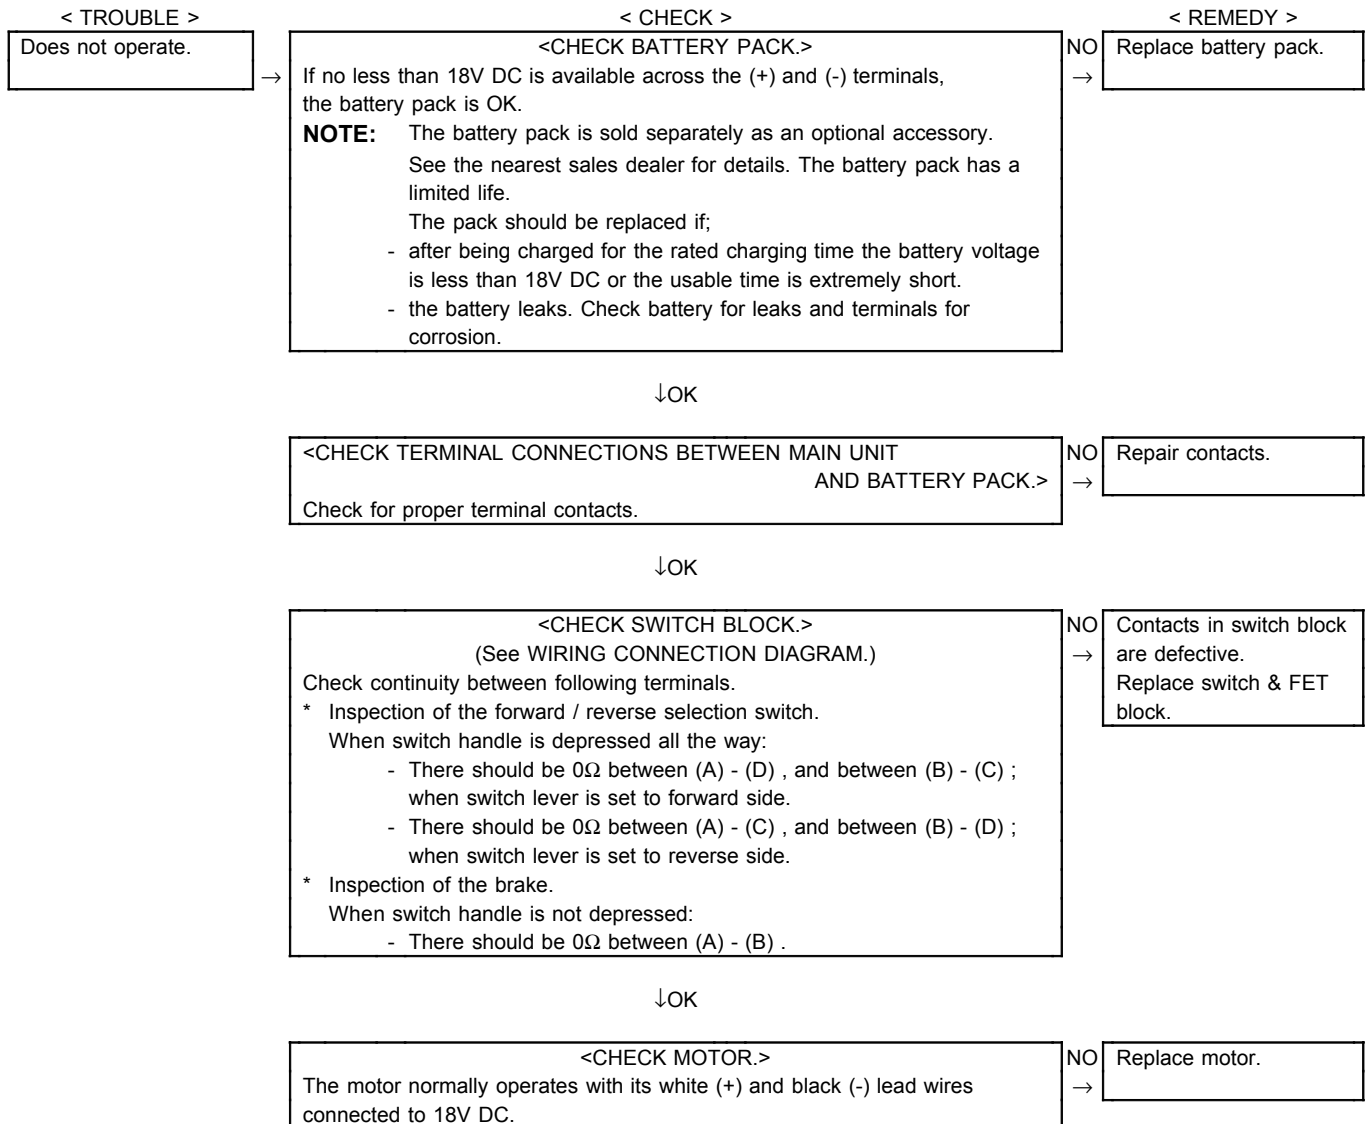 < TROUBLE >
< CHECK >
< REMEDY >
Does not operate.
→
<CHECK BATTERY PACK.>
If no less than 18V DC is available across the (+) and (-) terminals,
the battery pack is OK.
NOTE: The battery pack is sold separately as an optional accessory.
See the nearest sales dealer for details. The battery pack has a
limited life.
The pack should be replaced if;
- after being charged for the rated charging time the battery voltage
is less than 18V DC or the usable time is extremely short.
- the battery leaks. Check battery for leaks and terminals for
corrosion.
NO
→
Replace battery pack.
↓OK
<CHECK TERMINAL CONNECTIONS BETWEEN MAIN UNIT
AND BATTERY PACK.>
Check for proper terminal contacts.
NO
→
Repair contacts.
↓OK
<CHECK SWITCH BLOCK.>
(See WIRING CONNECTION DIAGRAM.)
Check continuity between following terminals.
* Inspection of the forward / reverse selection switch.
When switch handle is depressed all the way:
- There should be 0Ω between (A) - (D) , and between (B) - (C) ;
when switch lever is set to forward side.
- There should be 0Ω between (A) - (C) , and between (B) - (D) ;
when switch lever is set to reverse side.
* Inspection of the brake.
When switch handle is not depressed:
- There should be 0Ω between (A) - (B) .
NO
→
Contacts in switch block
are defective.
Replace switch & FET
block.
↓OK
<CHECK MOTOR.>
The motor normally operates with its white (+) and black (-) lead wires
connected to 18V DC.
NO
→
Replace motor.